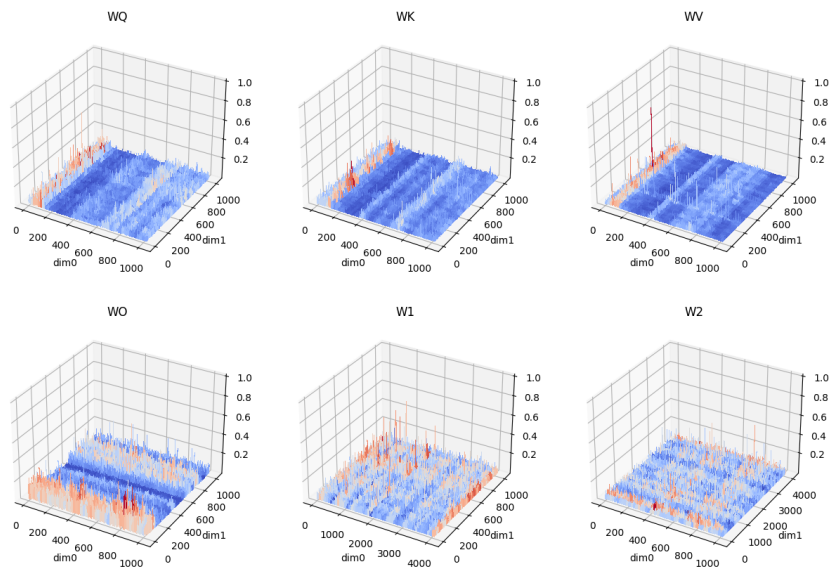 WQ WK WV
1.0 1.0 1.0
0.8 0.8 0.8
0.6 0.6 0.6
0.4 0.4 0.4
0.2 0.2 0.2
0 200 400 600 800 1000 dim0 0 200 400 600 800 1000 dim1
0 200 400 600 800 1000 dim0 0 200 400 600 800 1000 dim1
0 200 400 600 800 1000 dim0 0 200 400 600 800 1000 dim1
WO W1 W2
1.0 1.0 1.0
0.8 0.8 0.8
0.6 0.6 0.6
0.4 0.4 0.4
0.2 0.2 0.2
0 200 400 600 800 1000 dim0 0 200 400 600 800 1000 dim1
0 1000 2000 3000 4000 dim0 0 200 400 600 800 1000 dim1
0 200 400 600 800 1000 dim0 0 1000 2000 3000 4000 dim1